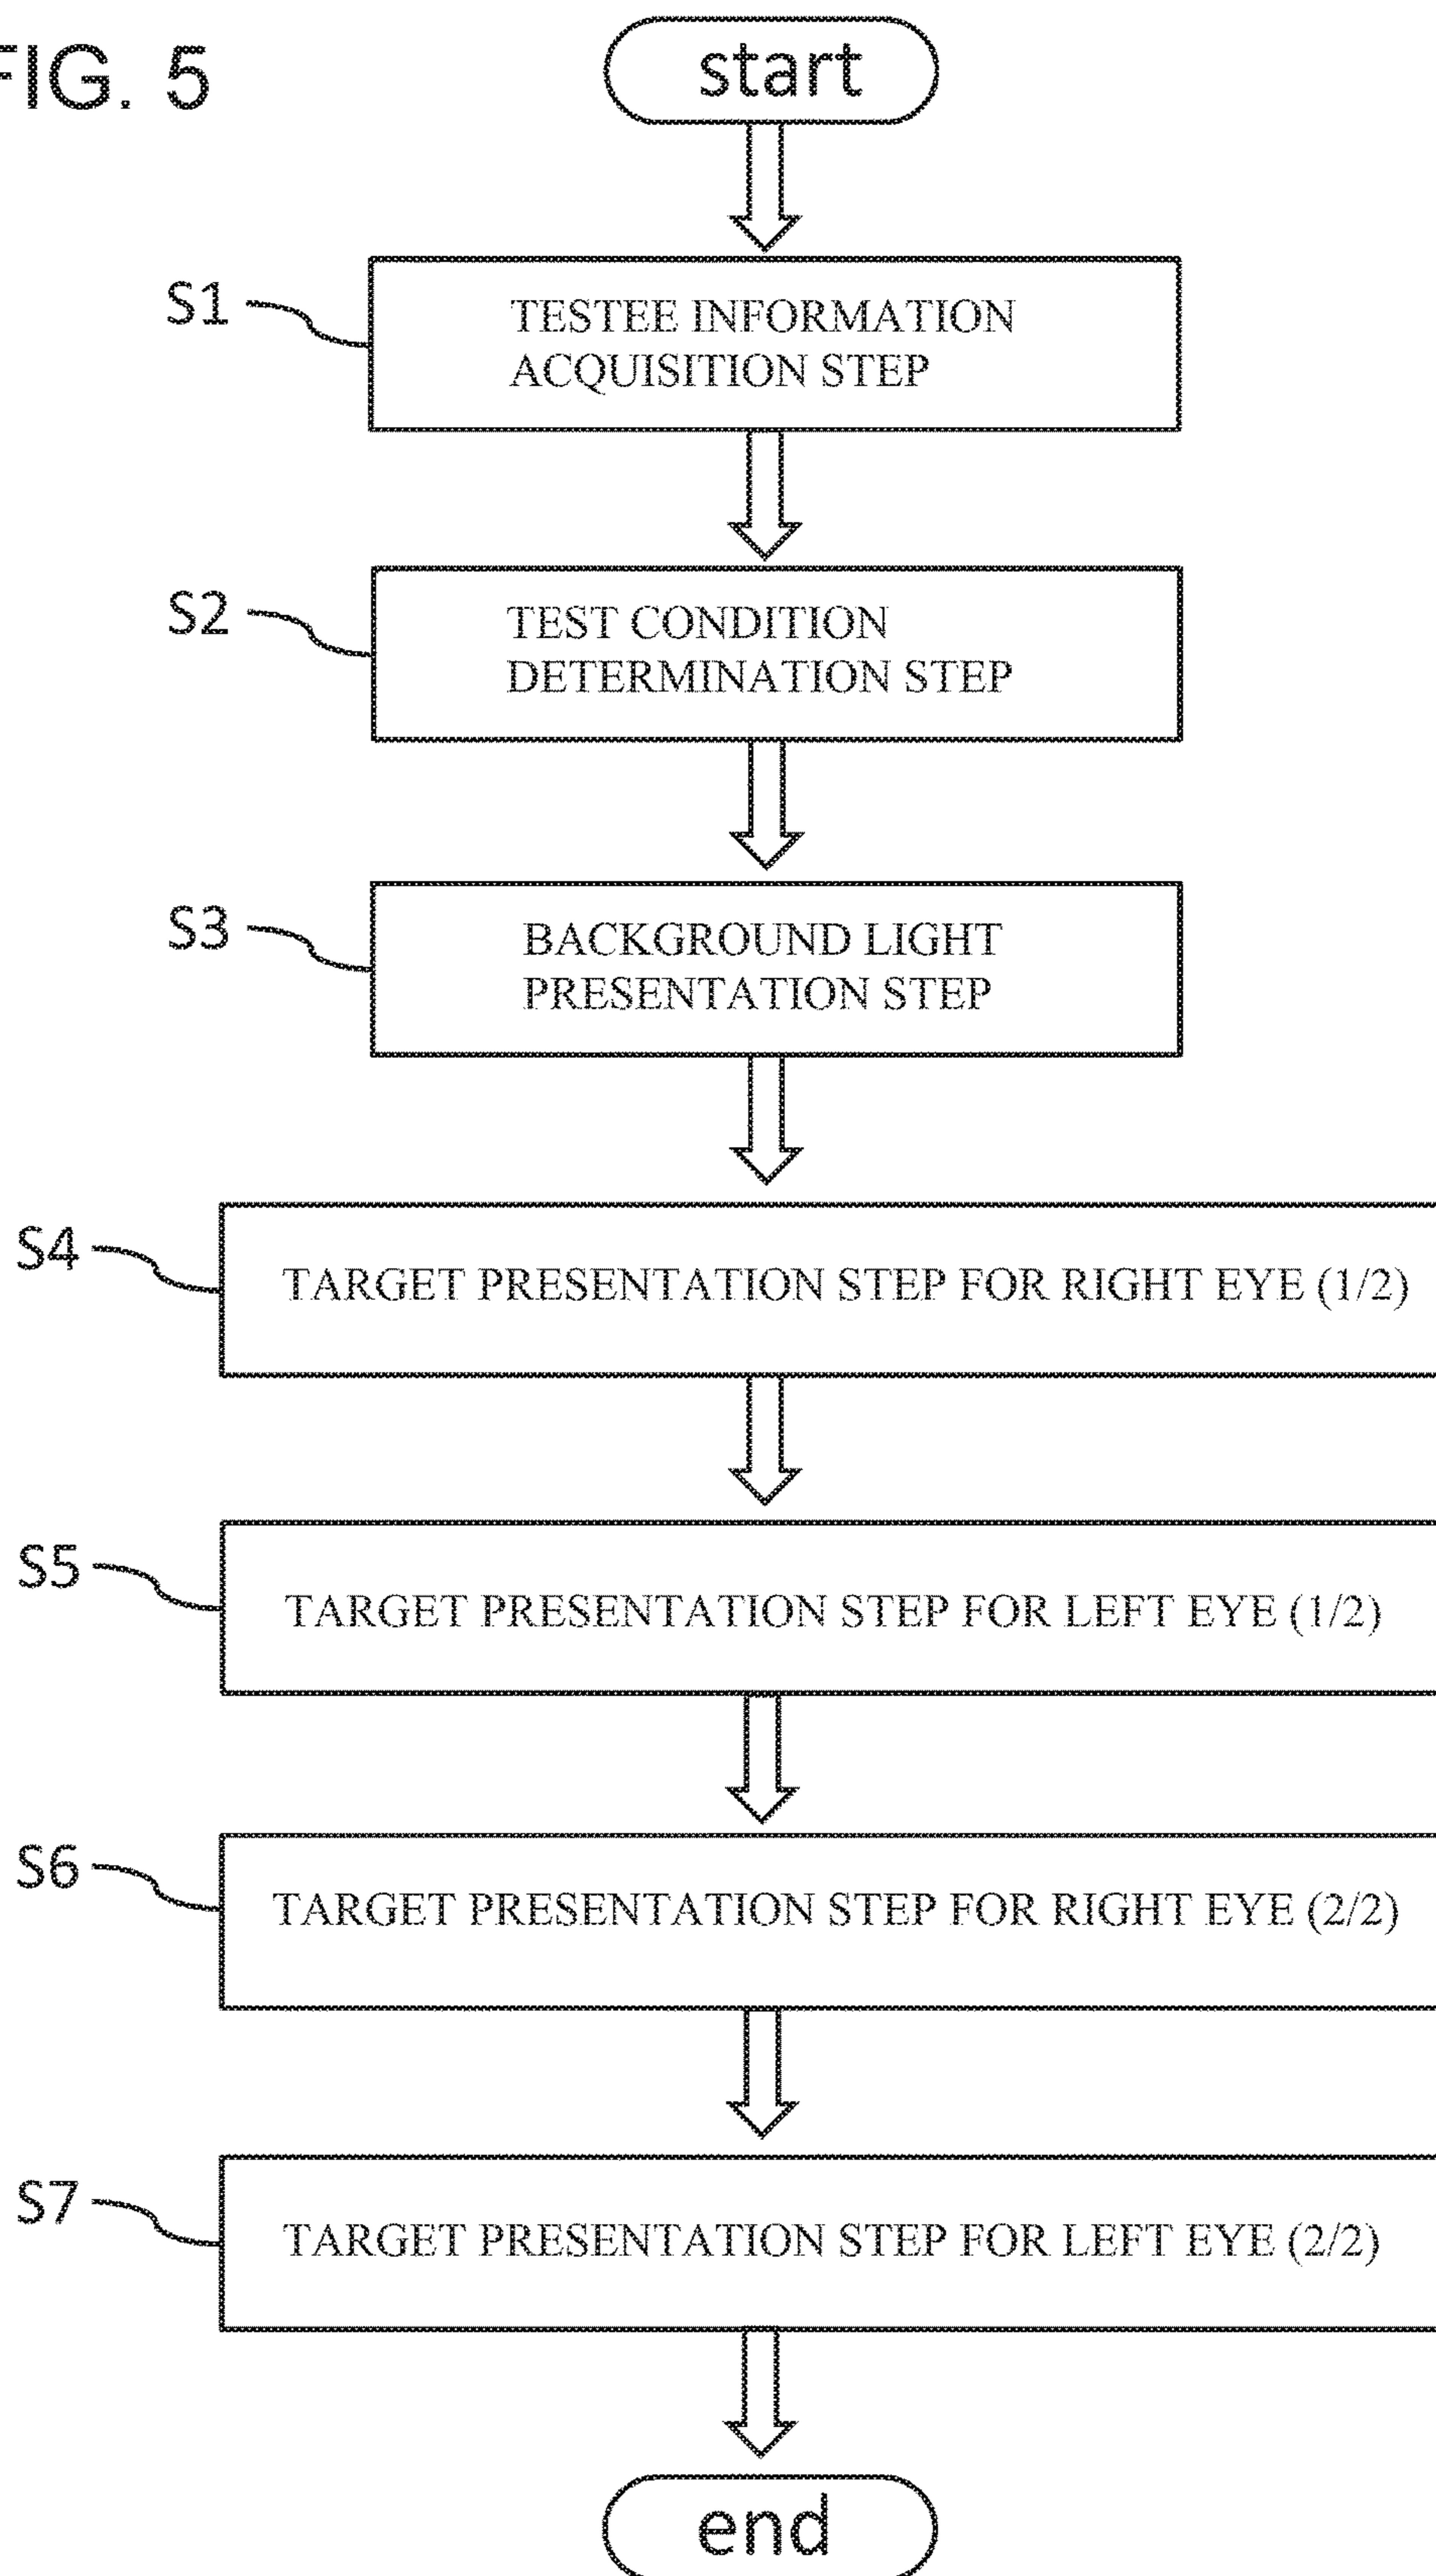 FIG. 5
start
S1
TESTEE INFORMATION
ACQUISITION STEP
S2
TEST CONDITION
DETERMINATION STEP
S3
BACKGROUND LIGHT
PRESENTATION STEP
S4
TARGET PRESENTATION STEP FOR RIGHT EYE (1/2)
S5
TARGET PRESENTATION STEP FOR LEFT EYE (1/2)
S6
TARGET PRESENTATION STEP FOR RIGHT EYE (2/2)
S7
TARGET PRESENTATION STEP FOR LEFT EYE (2/2)
end